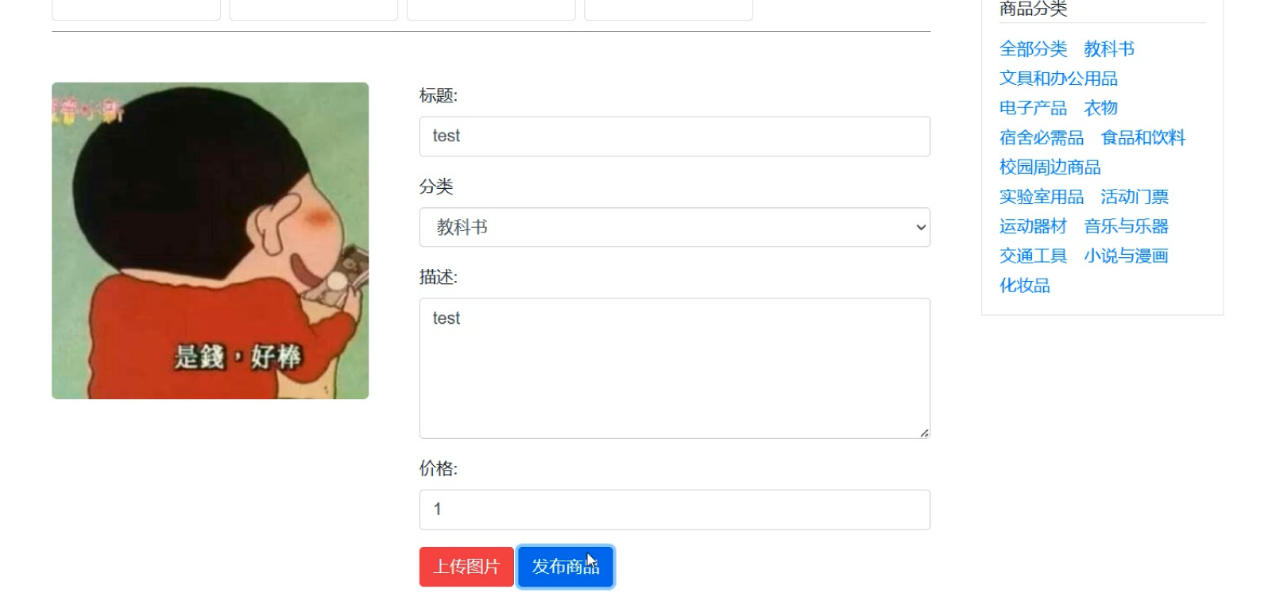 商品分类
全部分类 教科书
文具和办公用品
电子产品 衣物
宿舍必需品 食品和饮料
校园周边商品
实验室用品 活动门票
运动器材 音乐与乐器
交通工具 小说与漫画
化妆品
是錢，好棒
标题:
test
分类
教科书
描述:
test
价格:
1
上传图片 发布商品